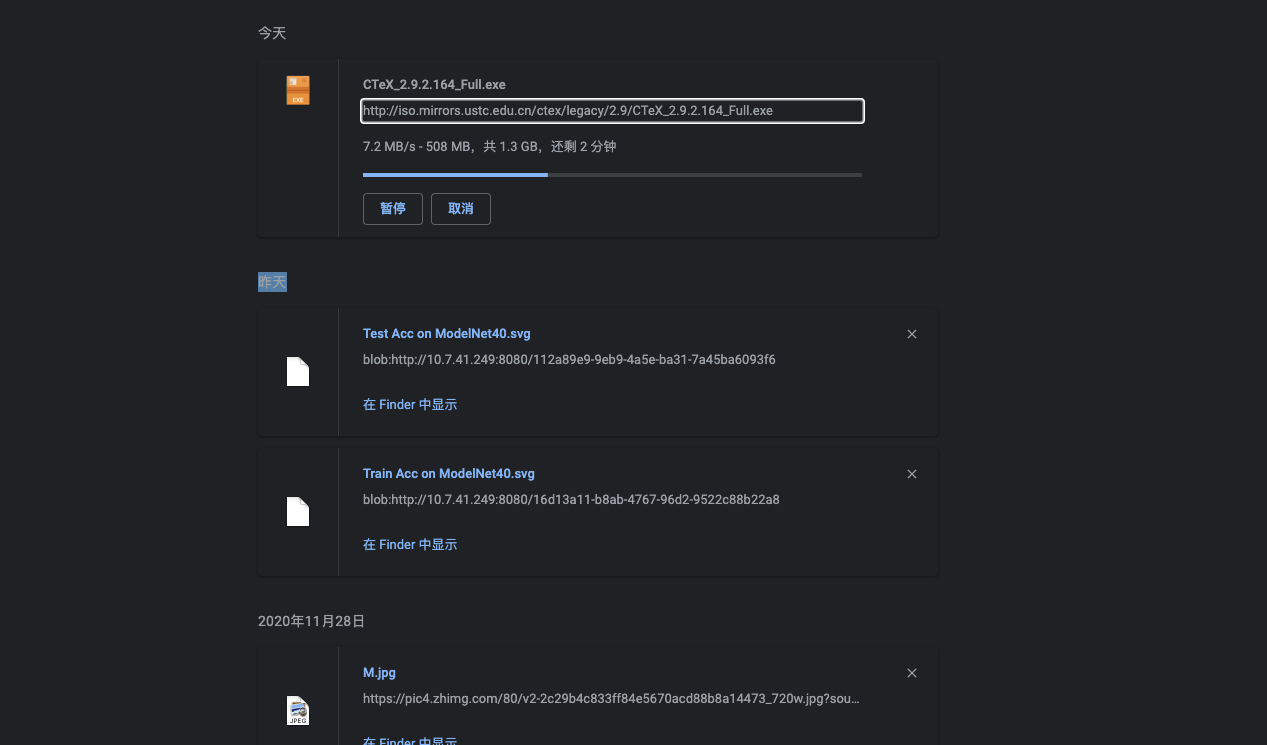 今天
EXE
CTeX_2.9.2.164_Full.exe
http://iso.mirrors.ustc.edu.cn/ctex/legacy/2.9/CTeX_2.9.2.164_Full.exe
7.2 MB/s - 508 MB，共 1.3 GB，还剩 2 分钟
暂停 取消
昨天
Test Acc on ModelNet40.svg
blob:http://10.7.41.249:8080/112a89e9-9eb9-4a5e-ba31-7a45ba6093f6
在 Finder 中显示
Train Acc on ModelNet40.svg
blob:http://10.7.41.249:8080/16d13a11-b8ab-4767-96d2-9522c88b22a8
在 Finder 中显示
2020年11月28日
M.jpg
https://pic4.zhimg.com/80/v2-2c29b4c833ff84e5670acd88b8a14473_720w.jpg?sou…
JPEG
在 Finder 中显示